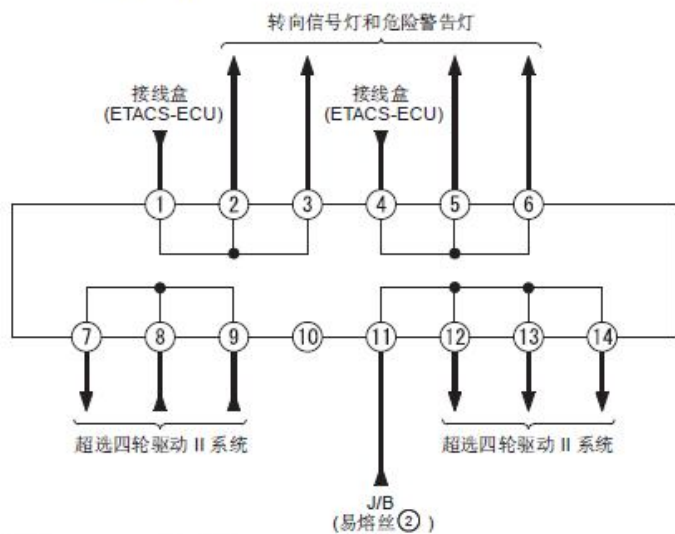 转向信号灯和危险警告灯
接线盒
(ETACS-ECU)
接线盒
(ETACS-ECU)
1 2 3 4 5 6
7 8 9 10 11 12 13 14
超选四轮驱动 II 系统
超选四轮驱动 II 系统
J/B
(易熔丝②)